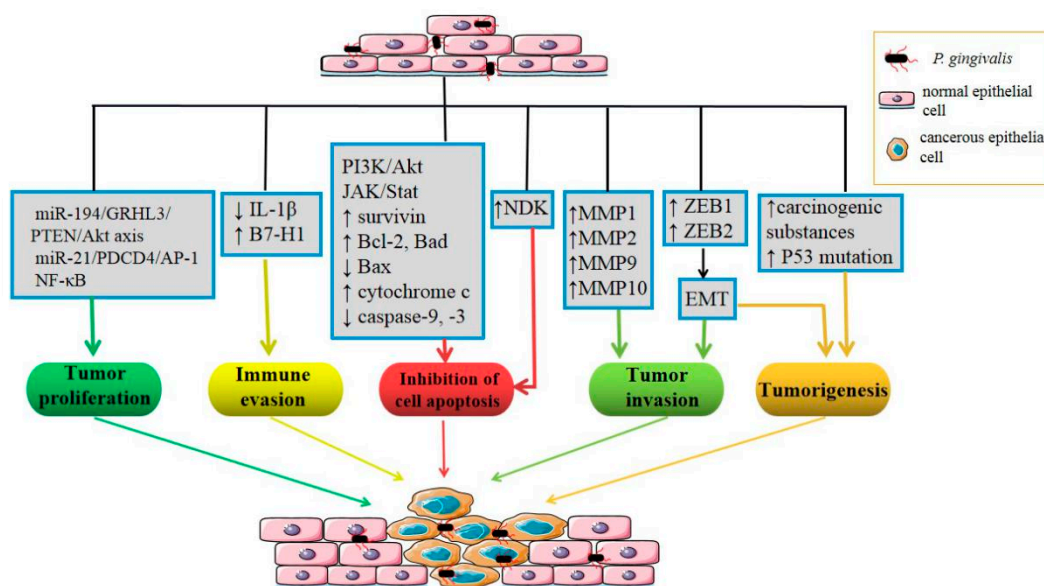 P. gingivalis
normal epithelial
cell
cancerous epithelia
cell
miR-194/GRHL3/
PTEN/Akt axis
miR-21/PDCD4/AP-1
NF-κB
↓ IL-1β
↑ B7-H1
PI3K/Akt
JAK/Stat
↑ survivin
↑ Bcl-2, Bad
↓ Bax
↑ cytochrome c
↓ caspase-9, -3
↑NDK
↑MMP1
↑MMP2
↑MMP9
↑MMP10
↑ ZEB1
↑ ZEB2
EMT
↑carcinogenic
substances
↑ P53 mutation
Tumor
proliferation
Immune
evasion
Inhibition of
cell apoptosis
Tumor
invasion
Tumorigenesis